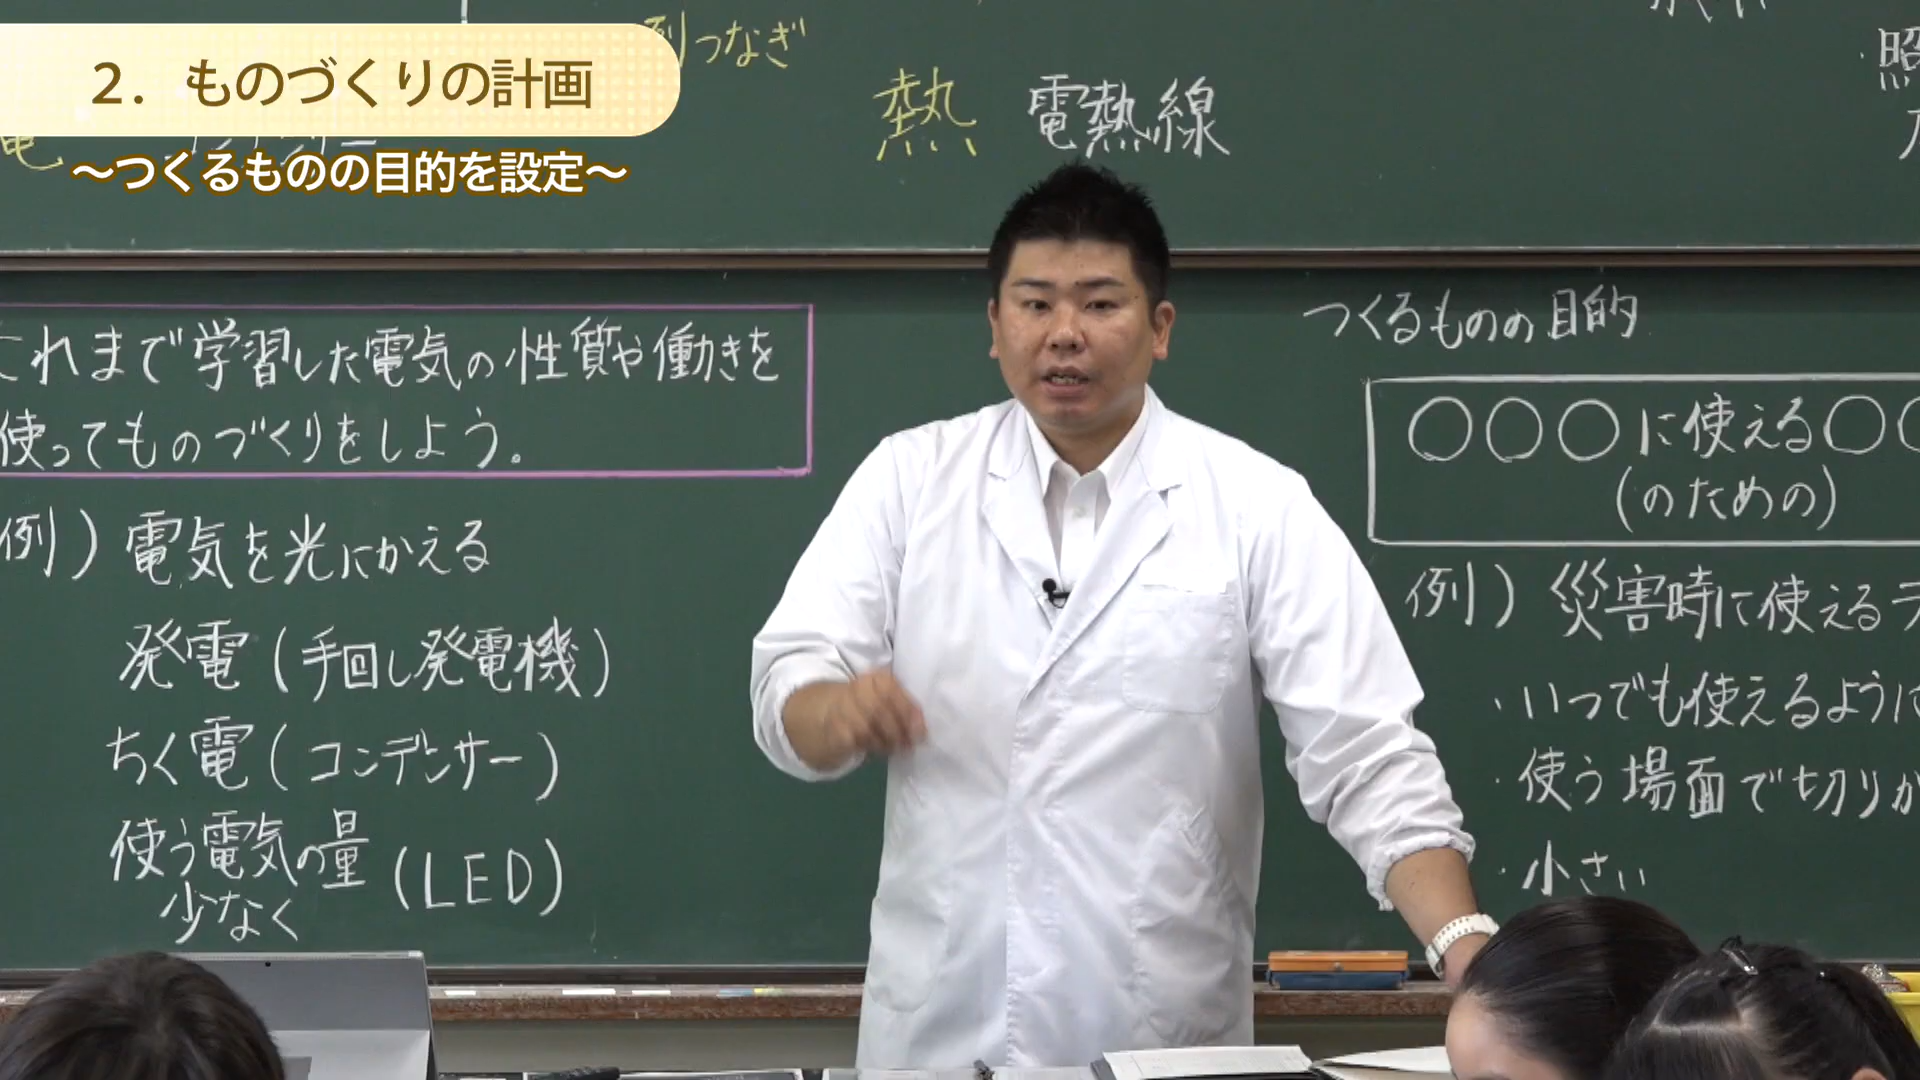 2. ものづくりの計画
～つくるものの目的を設定～
つなぎ
熱 電熱線
照
これまで学習した電気の性質や働きを
使ってものづくりをしよう。
例）電気を光にかえる
発電（手回し発電機）
ちく電（コンデンサー）
使う電気の量
少なく
（LED）
つくるものの目的
○○○に使える○○
（のための）
例）災害時に使えるラ
・いつでも使えるように
・使う場面で切りか
・小さい